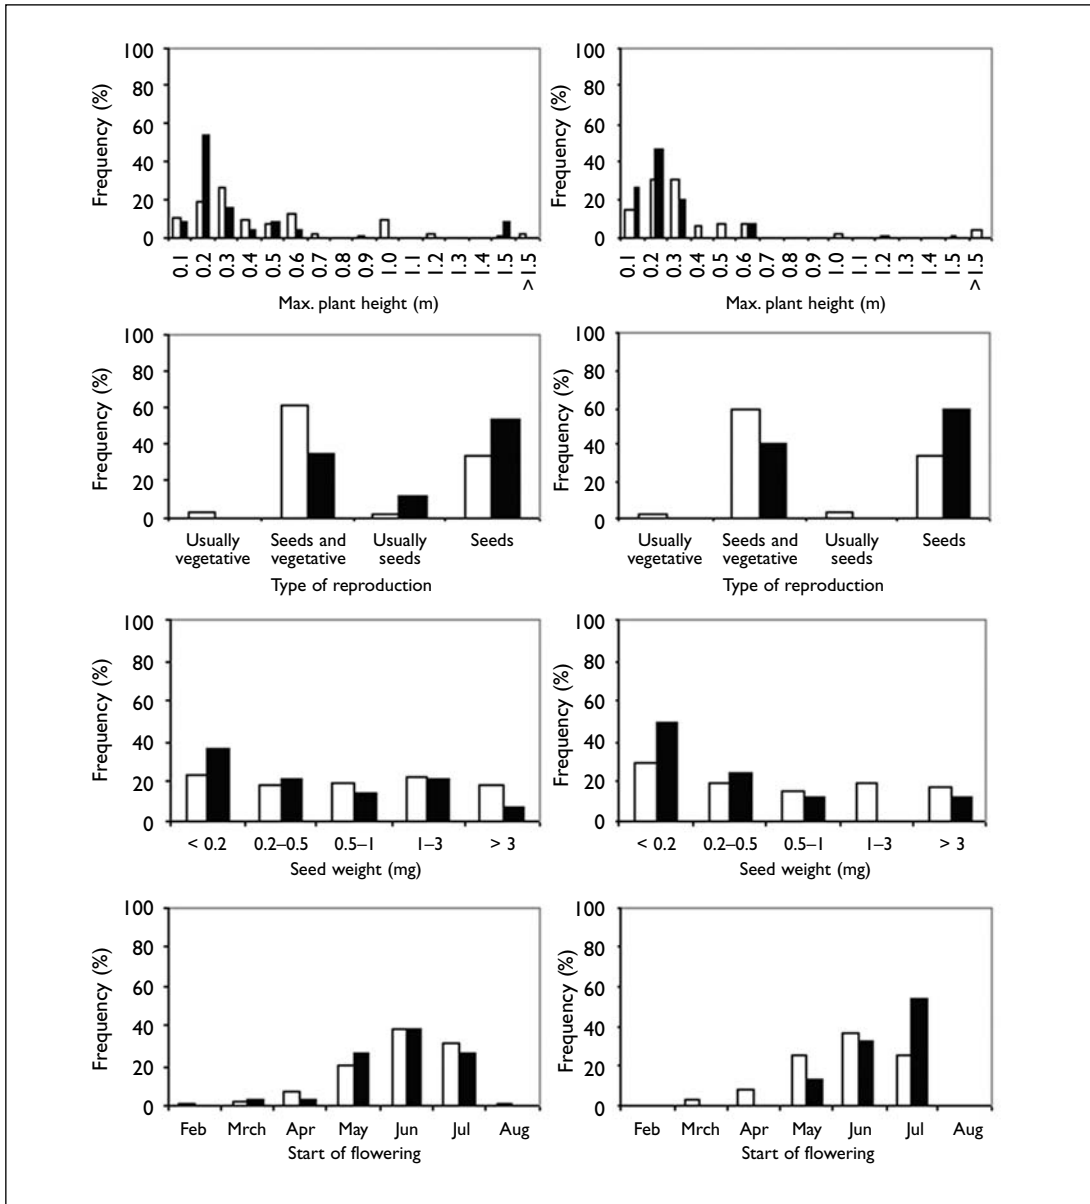 Frequency (%)
100
80
60
40
20
0
0.1 0.2 0.3 0.4 0.5 0.6 0.7 0.8 0.9 1.0 1.1 1.2 1.3 1.4 1.5 > 1.5
Max. plant height (m)
Frequency (%)
100
80
60
40
20
0
0.1 0.2 0.3 0.4 0.5 0.6 0.7 0.8 0.9 1.0 1.1 1.2 1.3 1.4 1.5 > 1.5
Max. plant height (m)
Frequency (%)
100
80
60
40
20
0
Usually Seeds and Usually Seeds
vegetative vegetative seeds
Type of reproduction
Frequency (%)
100
80
60
40
20
0
Usually Seeds and Usually Seeds
vegetative vegetative seeds
Type of reproduction
Frequency (%)
100
80
60
40
20
0
< 0.2 0.2–0.5 0.5–1 1–3 > 3
Seed weight (mg)
Frequency (%)
100
80
60
40
20
0
< 0.2 0.2–0.5 0.5–1 1–3 > 3
Seed weight (mg)
Frequency (%)
100
80
60
40
20
0
Feb Mrch Apr May Jun Jul Aug
Start of flowering
Frequency (%)
100
80
60
40
20
0
Feb Mrch Apr May Jun Jul Aug
Start of flowering